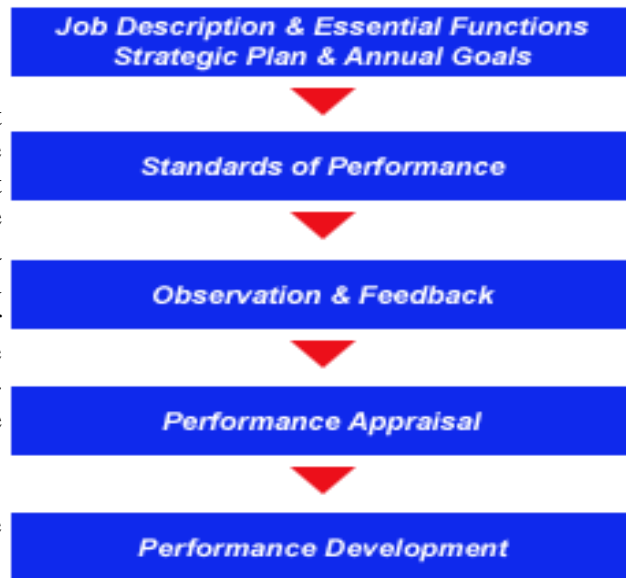 Job Description & Essential Functions
Strategic Plan & Annual Goals
Standards of Performance
Observation & Feedback
Performance Appraisal
Performance Development